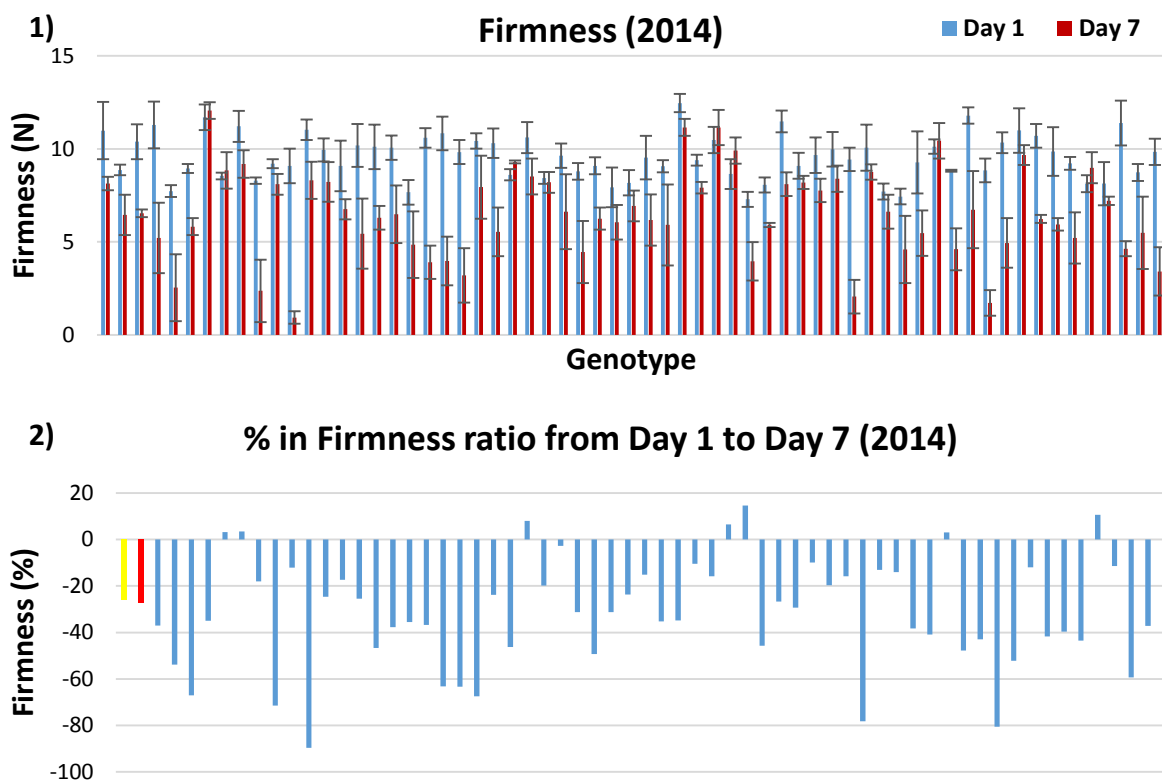 1)
Firmness (2014)
Day 1
Day 7
Firmness (N)
15
10
5
0
Genotype
2)
% in Firmness ratio from Day 1 to Day 7 (2014)
Firmness (%)
20
0
-20
-40
-60
-80
-100